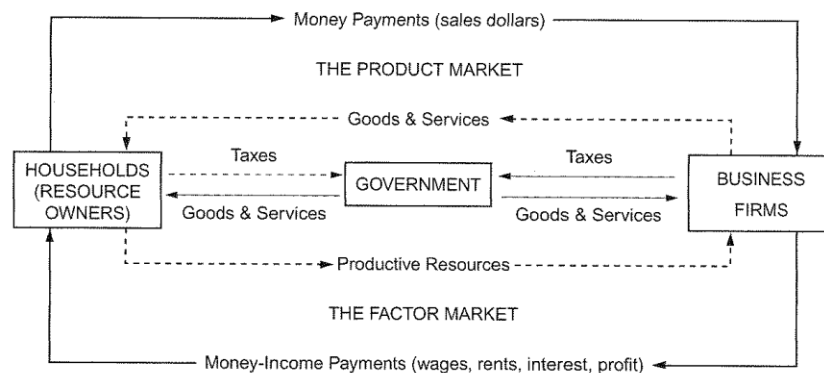 Money Payments (sales dollars)
THE PRODUCT MARKET
Goods & Services
Taxes
Taxes
HOUSEHOLDS
(RESOURCE
OWNERS)
GOVERNMENT
BUSINESS
FIRMS
Goods & Services
Goods & Services
Productive Resources
THE FACTOR MARKET
Money-Income Payments (wages, rents, interest, profit)